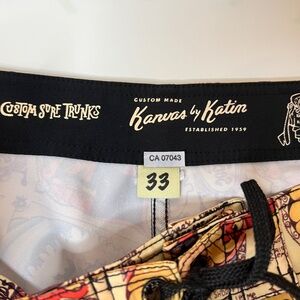 CUSTOM SURF TRUNKS
CUSTOM MADE
Kanvas by Katin
ESTABLISHED 1959
CA 07043
33